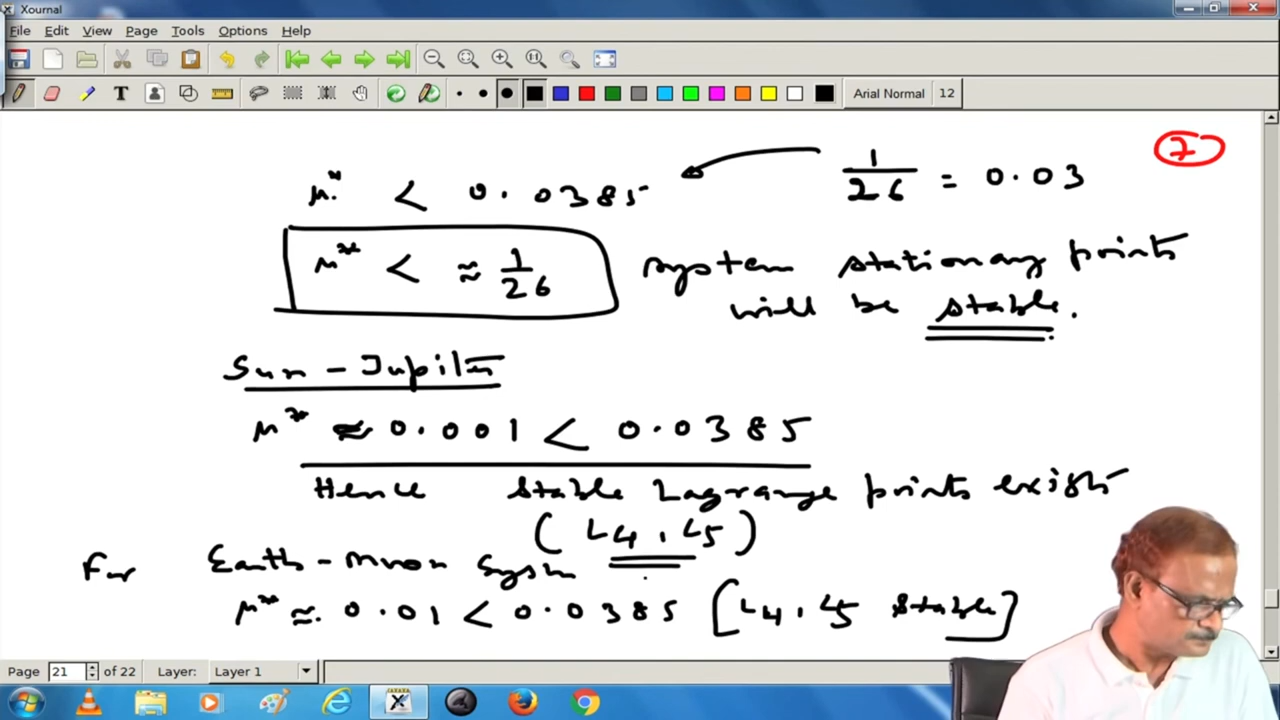 Xournal
File Edit View Page Tools Options Help
Arial Normal 12
7
μ* < 0.0385
1/26 = 0.03
μ* < ≈ 1/26
system stationary points
will be stable.
Sun - Jupiter
μ* ≈ 0.001 < 0.0385
Hence stable Lagrange points exists
(L4, L5)
For Earth - Moon System
μ* ≈ 0.01 < 0.0385 [L4, L5 stable]
Page 21 of 22 Layer: Layer 1